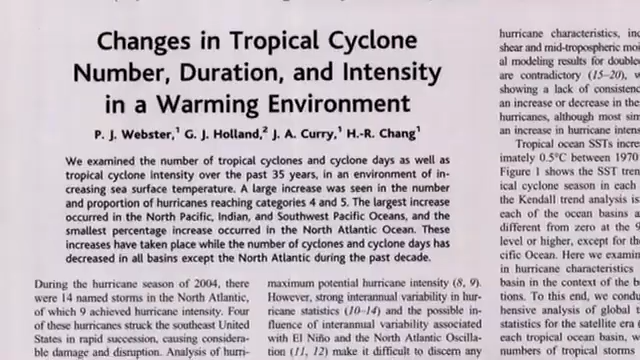 Changes in Tropical Cyclone
Number, Duration, and Intensity
in a Warming Environment
P. J. Webster,¹ G. J. Holland,² J. A. Curry,¹ H.-R. Chang¹
We examined the number of tropical cyclones and cyclone days as well as
tropical cyclone intensity over the past 35 years, in an environment of in-
creasing sea surface temperature. A large increase was seen in the number
and proportion of hurricanes reaching categories 4 and 5. The largest increase
occurred in the North Pacific, Indian, and Southwest Pacific Oceans, and the
smallest percentage increase occurred in the North Atlantic Ocean. These
increases have taken place while the number of cyclones and cyclone days has
decreased in all basins except the North Atlantic during the past decade.
During the hurricane season of 2004, there
were 14 named storms in the North Atlantic,
of which 9 achieved hurricane intensity. Four
of these hurricanes struck the southeast United
States in rapid succession, causing considera-
ble damage and disruption. Analysis of hurri-
maximum potential hurricane intensity (8, 9).
However, strong interannual variability in hur-
ricane statistics (10–14) and the possible in-
fluence of interannual variability associated
with El Niño and the North Atlantic Oscilla-
tion (11, 12) make it difficult to discern any
hurricane characteristics,
shear and mid-tropospheric
al modeling results for
are contradictory (15–20),
showing a lack of
an increase or decrease in the
hurricanes, although most
an increase in hurricane
Tropical ocean SSTs
imately 0.5°C between 1970
Figure 1 shows the SST
ical cyclone season in each
the Kendall trend analysis is
each of the ocean basins
different from zero at the
level or higher, except for the
cific Ocean. Here we
in hurricane characteristics
basin in the context of the
tions. To this end, we
hensive analysis of global
statistics for the satellite era
each tropical ocean basin,
numbers of tropical